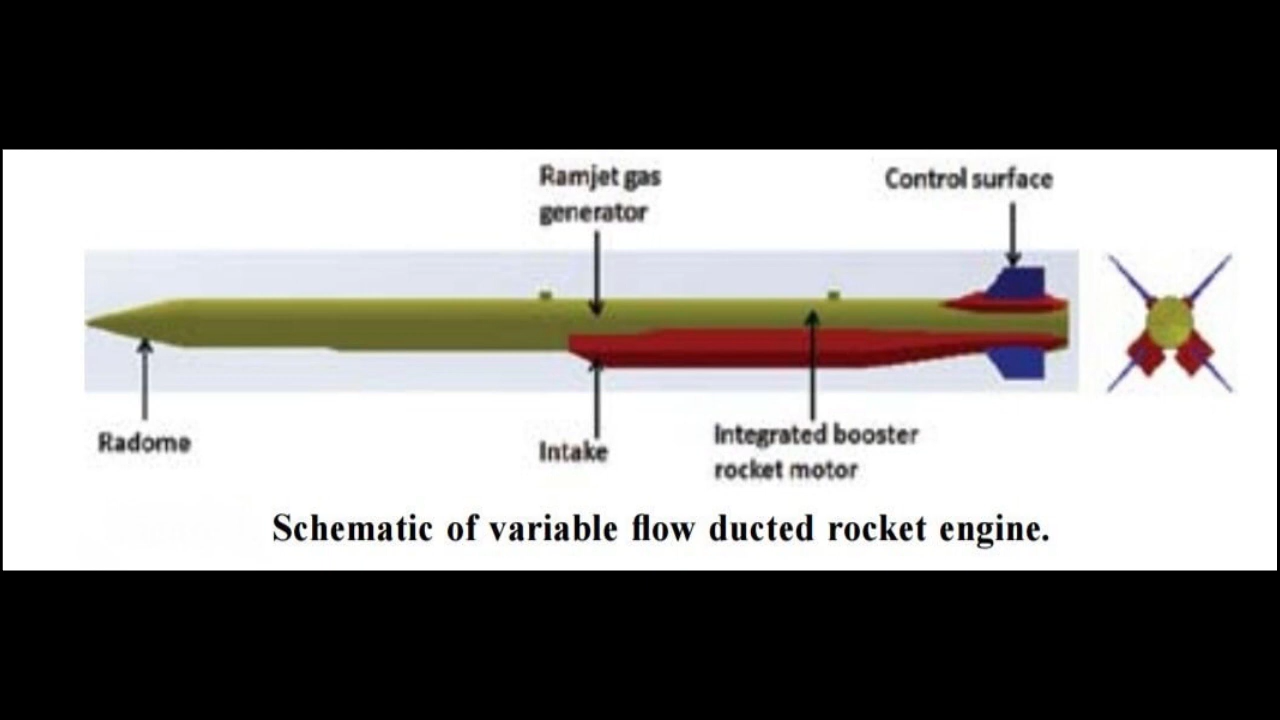 Ramjet gas
generator
Control surface
Radome
Intake
Integrated booster
rocket motor
Schematic of variable flow ducted rocket engine.